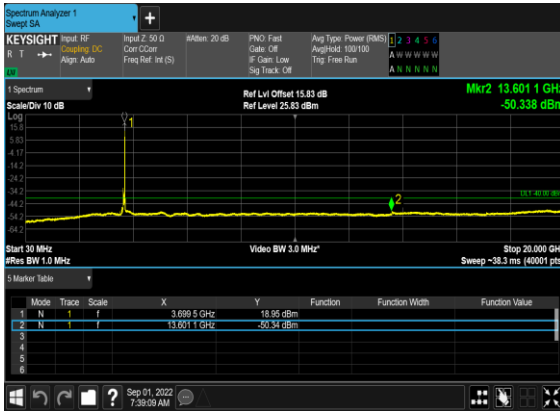 Spectrum Analyzer 1
Swept SA
+
KEYSIGHT Input: RF Input Z: 50 Ω #Atten: 20 dB PNO: Fast Avg Type: Power (RMS) 1 2 3 4 5 6
R T Coupling: DC Corr CCorr Gate: Off Avg|Hold: 100/100 A W W W W W
Align: Auto Freq Ref: Int (S) IF Gain: Low Trig: Free Run
Sig Track: Off A N N N N N
LXI
1 Spectrum Ref Lvl Offset 15.83 dB Mkr2 13.601 1 GHz
Scale/Div 10 dB Ref Level 25.83 dBm -50.338 dBm
Log
15.8
5.83
-4.17
-14.2
-24.2
-34.2
-44.2
-54.2
-64.2
1
2
DL1 -40.00 dBm
Start 30 MHz Video BW 3.0 MHz* Stop 20.000 GHz
#Res BW 1.0 MHz Sweep ~38.3 ms (40001 pts)
5 Marker Table
Mode Trace Scale X Y Function Function Width Function Value
1 N 1 f 3.699 5 GHz 18.95 dBm
2 N 1 f 13.601 1 GHz -50.34 dBm
3
4
5
6
?
Sep 01, 2022
7:39:09 AM